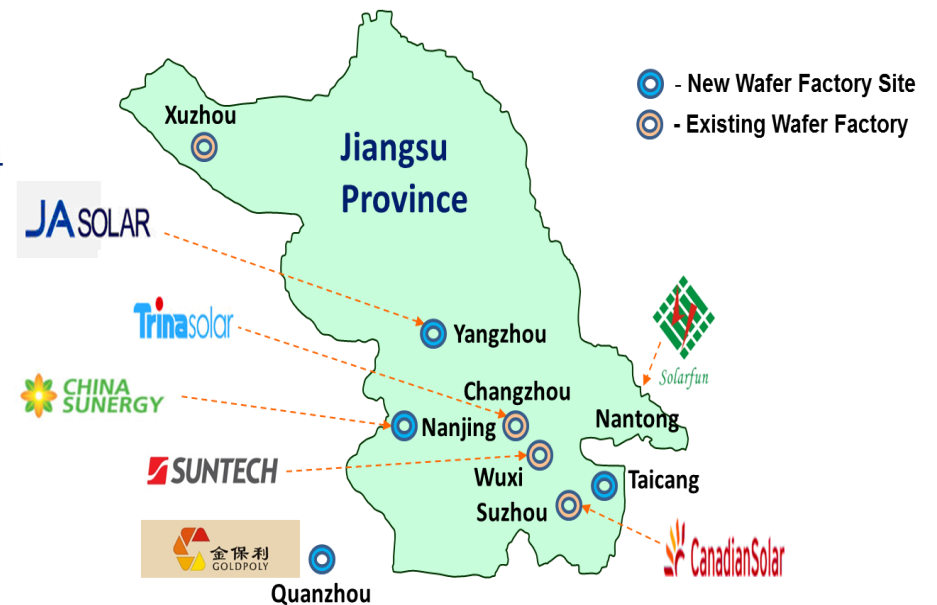 Xuzhou
Jiangsu
Province
- New Wafer Factory Site
- Existing Wafer Factory
JA SOLAR
Trinasolar
Yangzhou
Solarfun
CHINA
SUNERGY
Changzhou
Nanjing
Nantong
SUNTECH
Wuxi
Taicang
Suzhou
金保利
GOLDPOLY
CanadianSolar
Quanzhou